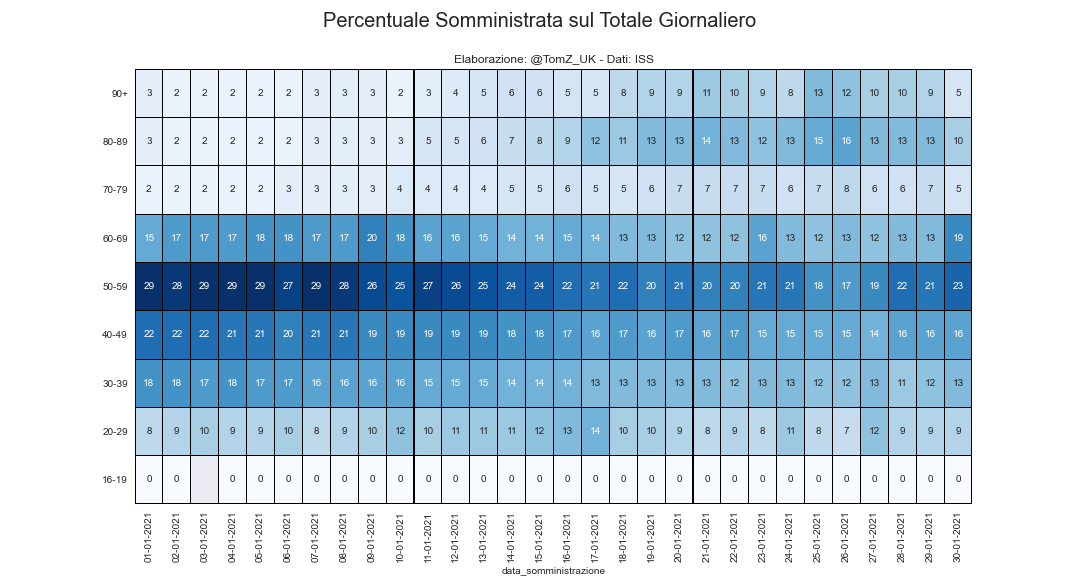 Percentuale Somministrata sul Totale Giornaliero
Elaborazione: @TomZ_UK - Dati: ISS
90+ 3 2 2 2 2 2 3 3 3 2 3 4 5 6 6 5 5 8 9 9 11 10 9 8 13 12 10 10 9 5
80-89 3 2 2 2 2 2 3 3 3 3 5 5 6 7 8 9 12 11 13 13 14 13 12 13 15 16 13 13 13 10
70-79 2 2 2 2 2 3 3 3 3 4 4 4 4 5 5 6 5 5 6 7 7 7 7 6 7 8 6 6 7 5
60-69 15 17 17 17 18 18 17 17 20 18 16 16 15 14 14 15 14 13 13 12 12 12 16 13 12 13 12 13 13 19
50-59 29 28 29 29 29 27 29 28 26 25 27 26 25 24 24 22 21 22 20 21 20 20 21 21 18 17 19 22 21 23
40-49 22 22 22 21 21 20 21 21 19 19 19 19 19 18 18 17 16 17 16 17 16 17 15 15 15 15 14 16 16 16
30-39 18 18 17 18 17 17 16 16 16 16 15 15 15 14 14 14 13 13 13 13 13 12 13 13 12 12 13 11 12 13
20-29 8 9 10 9 9 10 8 9 10 12 10 11 11 11 12 13 14 10 10 9 8 9 8 11 8 7 12 9 9 9
16-19 0 0 0 0 0 0 0 0 0 0 0 0 0 0 0 0 0 0 0 0 0 0 0 0 0 0 0 0 0
01-01-2021 02-01-2021 03-01-2021 04-01-2021 05-01-2021 06-01-2021 07-01-2021 08-01-2021 09-01-2021 10-01-2021 11-01-2021 12-01-2021 13-01-2021 14-01-2021 15-01-2021 16-01-2021 17-01-2021 18-01-2021 19-01-2021 20-01-2021 21-01-2021 22-01-2021 23-01-2021 24-01-2021 25-01-2021 26-01-2021 27-01-2021 28-01-2021 29-01-2021 30-01-2021
data_somministrazione